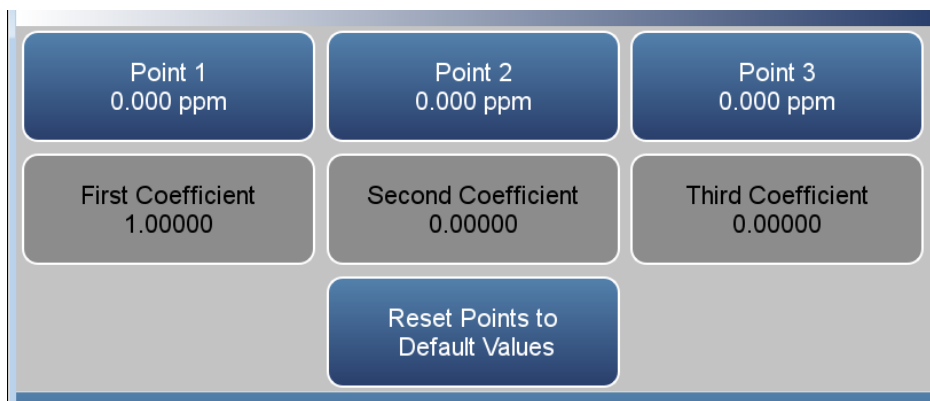 Point 1
0.000 ppm
Point 2
0.000 ppm
Point 3
0.000 ppm
First Coefficient
1.00000
Second Coefficient
0.00000
Third Coefficient
0.00000
Reset Points to
Default Values